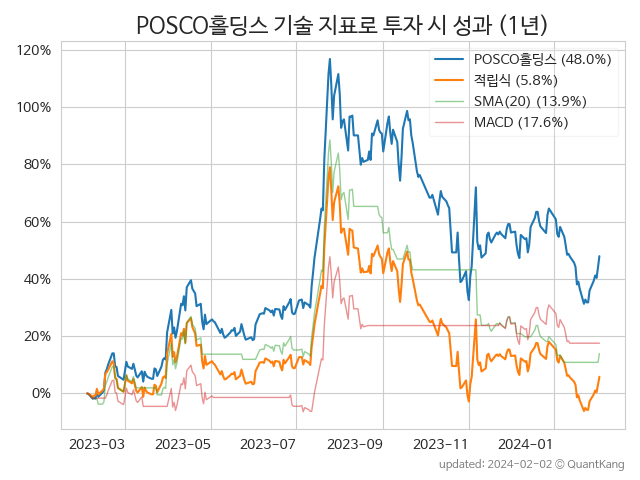 POSCO홀딩스 기술 지표로 투자 시 성과 (1년)
120%
100%
80%
60%
40%
20%
0%
POSCO홀딩스 (48.0%)
적립식 (5.8%)
SMA(20) (13.9%)
MACD (17.6%)
2023-03 2023-05 2023-07 2023-09 2023-11 2024-01
updated: 2024-02-02 © QuantKang